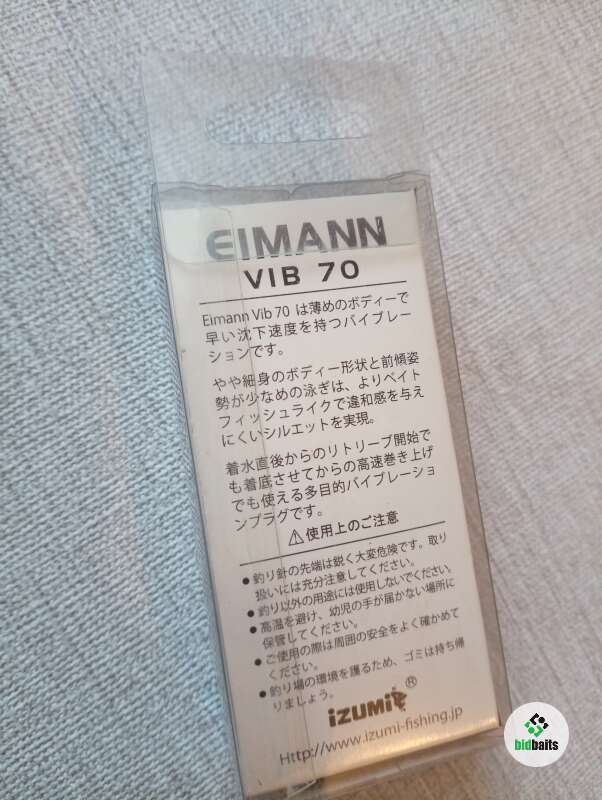 EIMANN
VIB 70
Eimann Vib 70 は薄めのボディーで
早い沈下速度を持つバイブレー
ションです。
やや細身のボディー形状と前傾姿
勢が少なめの泳ぎは、よりベイト
フィッシュライクで違和感を与え
にくいシルエットを実現。
着水直後からのリトリーブ開始で
も着底させてからの高速巻き上げ
でも使える多目的バイブレーショ
ンプラグです。
⚠使用上のご注意
●釣り針の先端は鋭く大変危険です。取り
扱いには充分注意してください。
●釣り以外の用途には使用しないでください。
●高温を避け、幼児の手が届かない場所に
保管してください。
●ご使用の際は周囲の安全をよく確かめて
ください。
●釣り場の環境を護るため、ゴミは持ち帰
りましょう。
iZUMi®
Http://www.izumi-fishing.jp
bidbaits